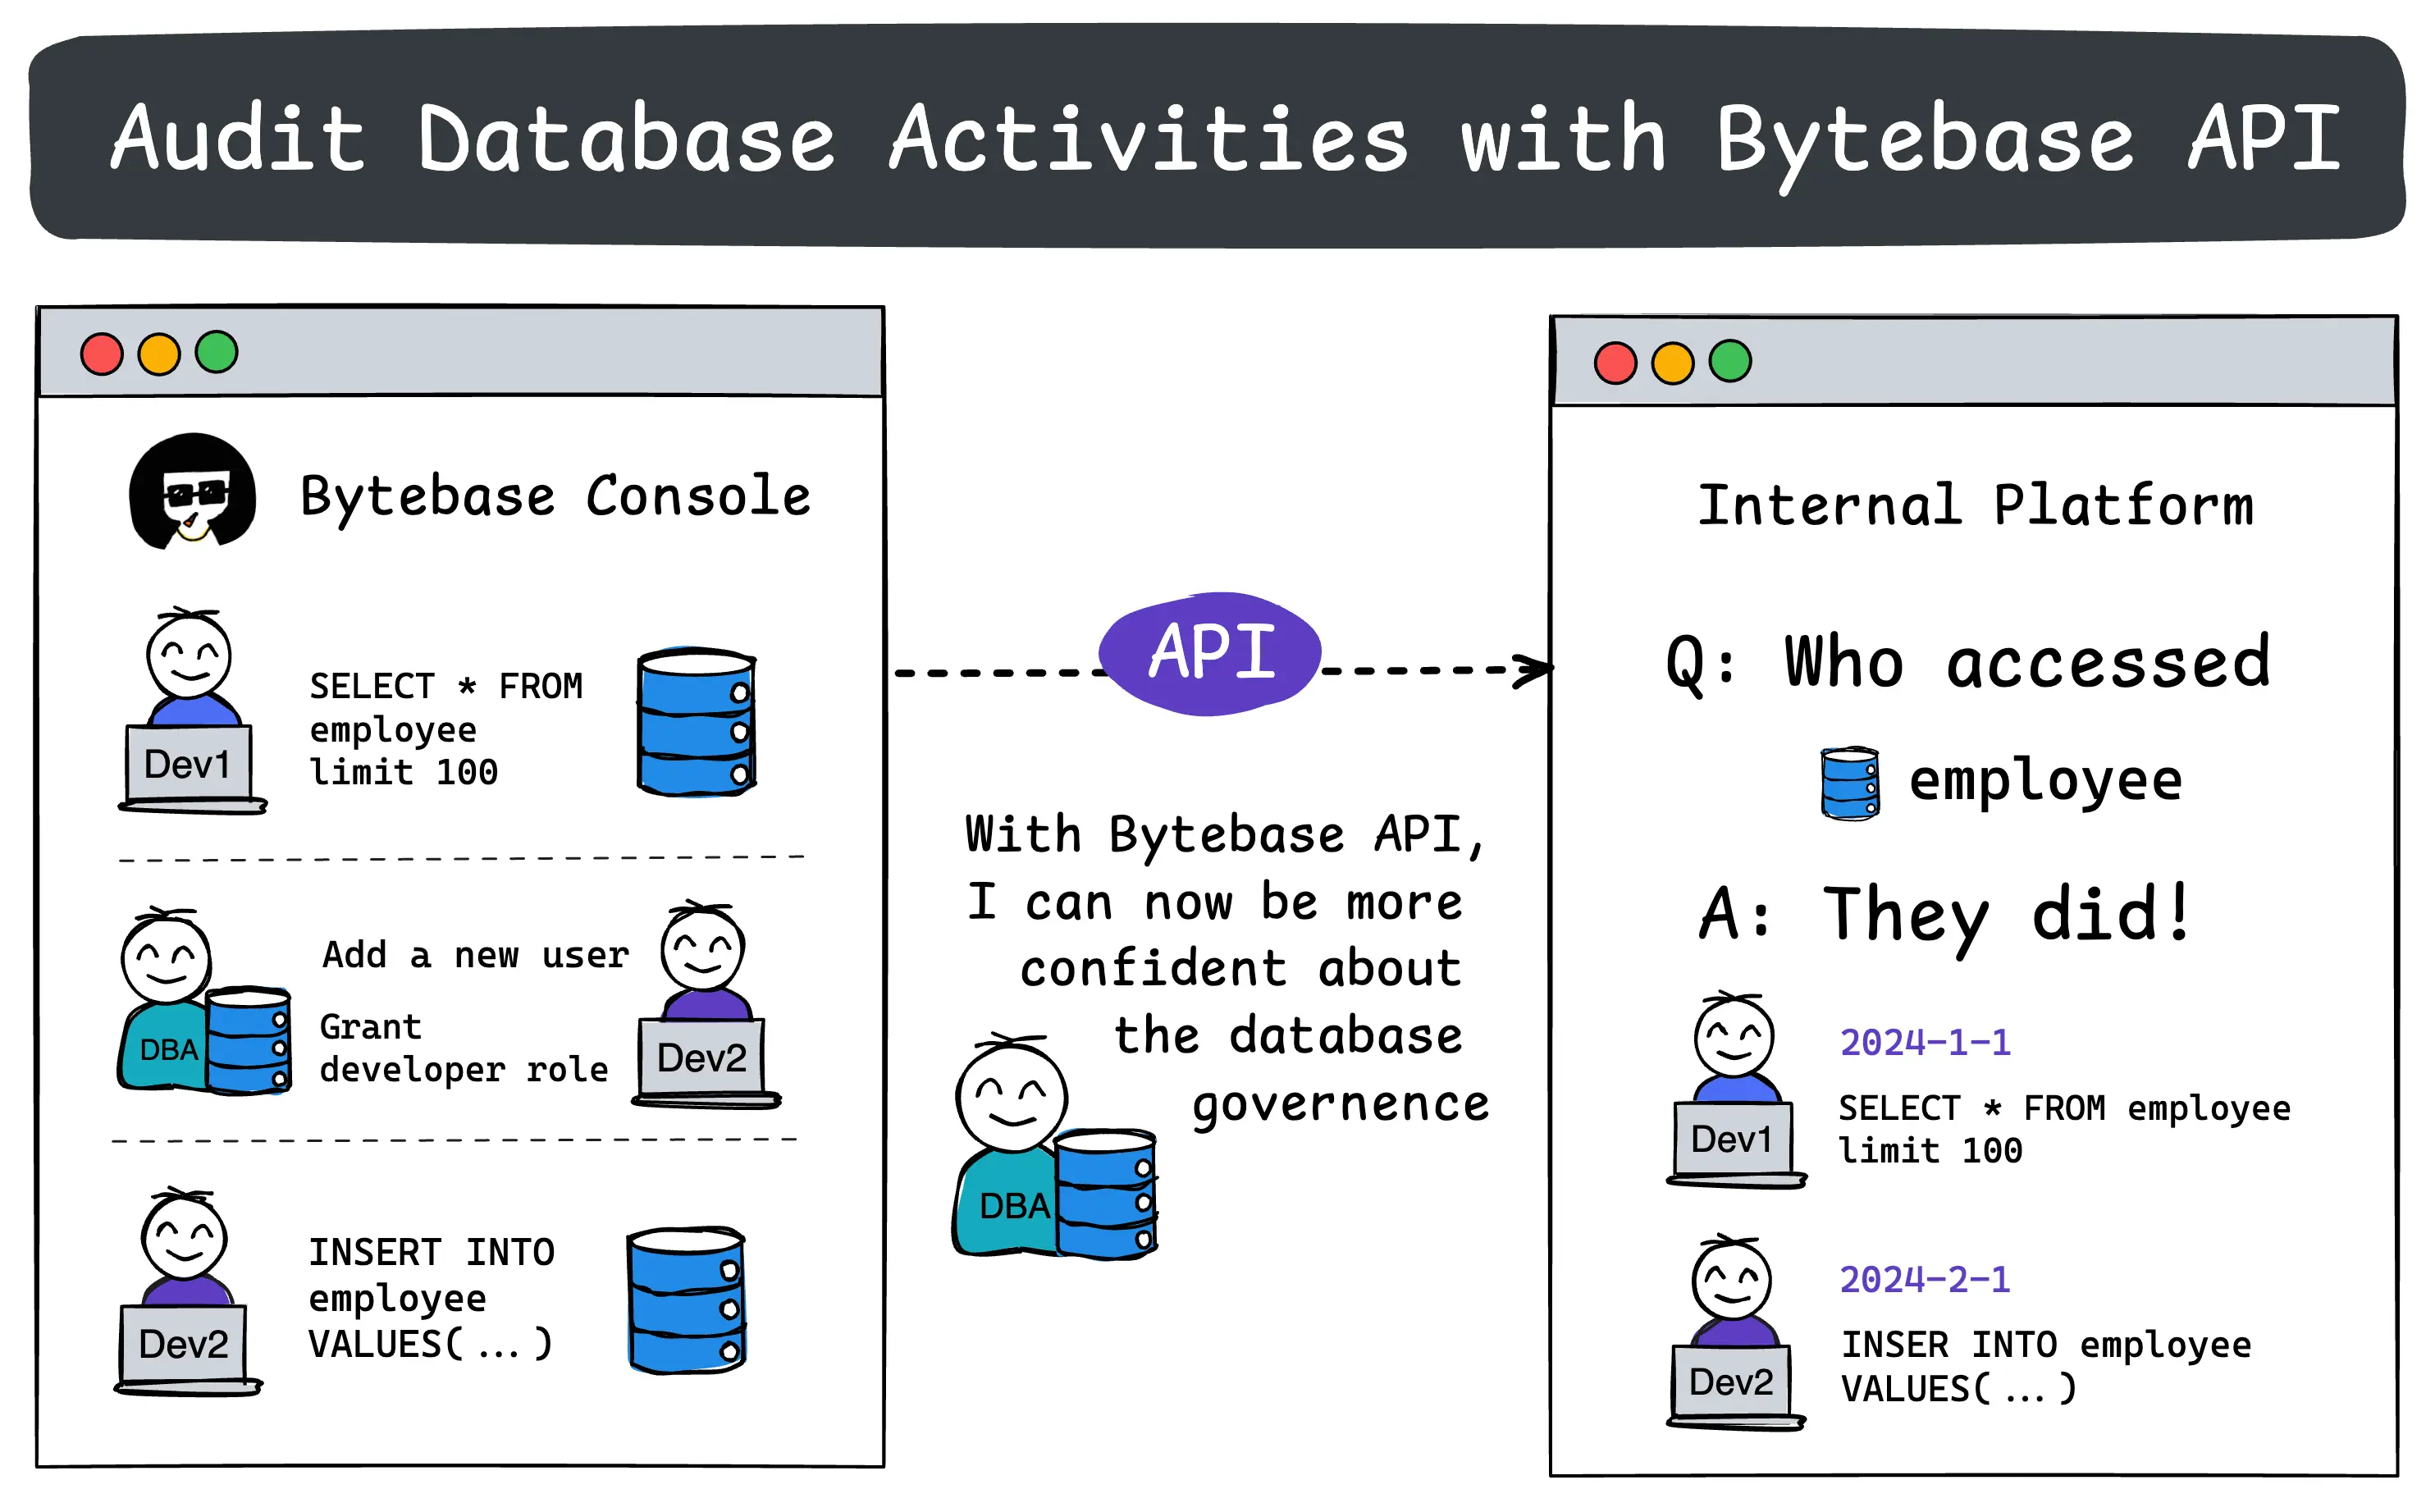 Audit Database Activities with Bytebase API
Bytebase Console
Dev1
SELECT * FROM
employee
limit 100
DBA
Add a new user
Grant
developer role
Dev2
Dev2
INSERT INTO
employee
VALUES(...)
API
With Bytebase API,
I can now be more
confident about
the database
governence
DBA
Internal Platform
Q: Who accessed
employee
A: They did!
Dev1
2024-1-1
SELECT * FROM employee
limit 100
Dev2
2024-2-1
INSER INTO employee
VALUES(...)